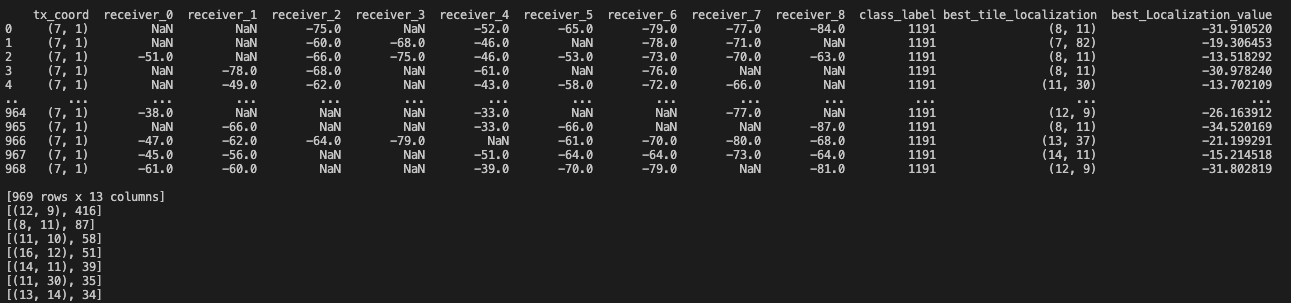 tx_coord receiver_0 receiver_1 receiver_2 receiver_3 receiver_4 receiver_5 receiver_6 receiver_7 receiver_8 class_label best_tile_localization best_Localization_value
0 (7, 1) NaN NaN -75.0 NaN -52.0 -65.0 -79.0 -77.0 -84.0 1191 (8, 11) -31.910520
1 (7, 1) NaN NaN -60.0 -68.0 -46.0 NaN -78.0 -71.0 NaN 1191 (7, 82) -19.306453
2 (7, 1) -51.0 NaN -66.0 -75.0 -46.0 -53.0 -73.0 -70.0 -63.0 1191 (8, 11) -13.518292
3 (7, 1) NaN -78.0 -68.0 NaN -61.0 NaN -76.0 NaN NaN 1191 (8, 11) -30.978240
4 (7, 1) NaN -49.0 -62.0 NaN -43.0 -58.0 -72.0 -66.0 NaN 1191 (11, 30) -13.702109
.. ... ... ... ... ... ... ... ... ... ... ... ... ...
964 (7, 1) -38.0 NaN NaN NaN -33.0 NaN NaN -77.0 NaN 1191 (12, 9) -26.163912
965 (7, 1) NaN -66.0 NaN NaN -33.0 -66.0 NaN NaN -87.0 1191 (8, 11) -34.520169
966 (7, 1) -47.0 -62.0 -64.0 -79.0 NaN -61.0 -70.0 -80.0 -68.0 1191 (13, 37) -21.199291
967 (7, 1) -45.0 -56.0 NaN NaN -51.0 -64.0 -64.0 -73.0 -64.0 1191 (14, 11) -15.214518
968 (7, 1) -61.0 -60.0 NaN NaN -39.0 -70.0 -79.0 NaN -81.0 1191 (12, 9) -31.802819
[969 rows x 13 columns]
[(12, 9), 416]
[(8, 11), 87]
[(11, 10), 58]
[(16, 12), 51]
[(14, 11), 39]
[(11, 30), 35]
[(13, 14), 34]